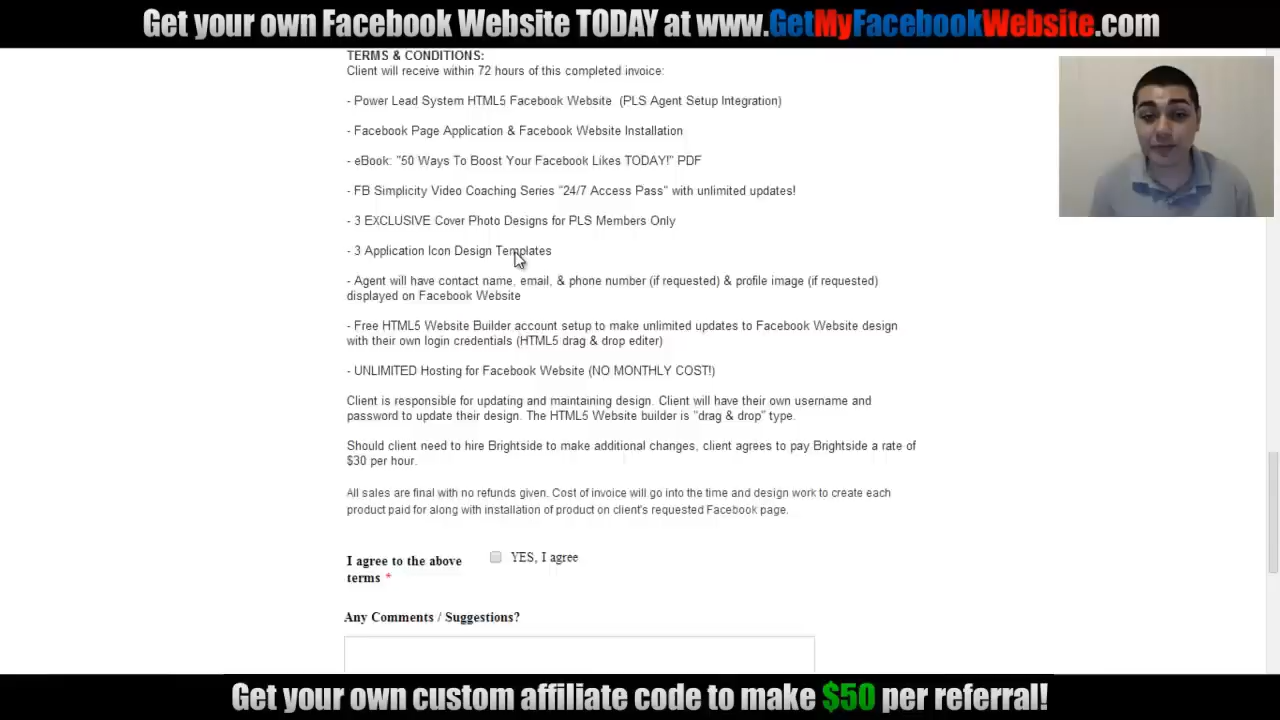 Get your own Facebook Website TODAY at www.GetMyFacebookWebsite.com
TERMS & CONDITIONS:
Client will receive within 72 hours of this completed invoice:
- Power Lead System HTML5 Facebook Website (PLS Agent Setup Integration)
- Facebook Page Application & Facebook Website Installation
- eBook: "50 Ways To Boost Your Facebook Likes TODAY!" PDF
- FB Simplicity Video Coaching Series "24/7 Access Pass" with unlimited updates!
- 3 EXCLUSIVE Cover Photo Designs for PLS Members Only
- 3 Application Icon Design Templates
- Agent will have contact name, email, & phone number (if requested) & profile image (if requested)
displayed on Facebook Website
- Free HTML5 Website Builder account setup to make unlimited updates to Facebook Website design
with their own login credentials (HTML5 drag & drop editor)
- UNLIMITED Hosting for Facebook Website (NO MONTHLY COST!)
Client is responsible for updating and maintaining design. Client will have their own username and
password to update their design. The HTML5 Website builder is "drag & drop" type.
Should client need to hire Brightside to make additional changes, client agrees to pay Brightside a rate of
$30 per hour.
All sales are final with no refunds given. Cost of invoice will go into the time and design work to create each
product paid for along with installation of product on client's requested Facebook page.
I agree to the above
terms *
YES, I agree
Any Comments / Suggestions?
Get your own custom affiliate code to make $50 per referral!